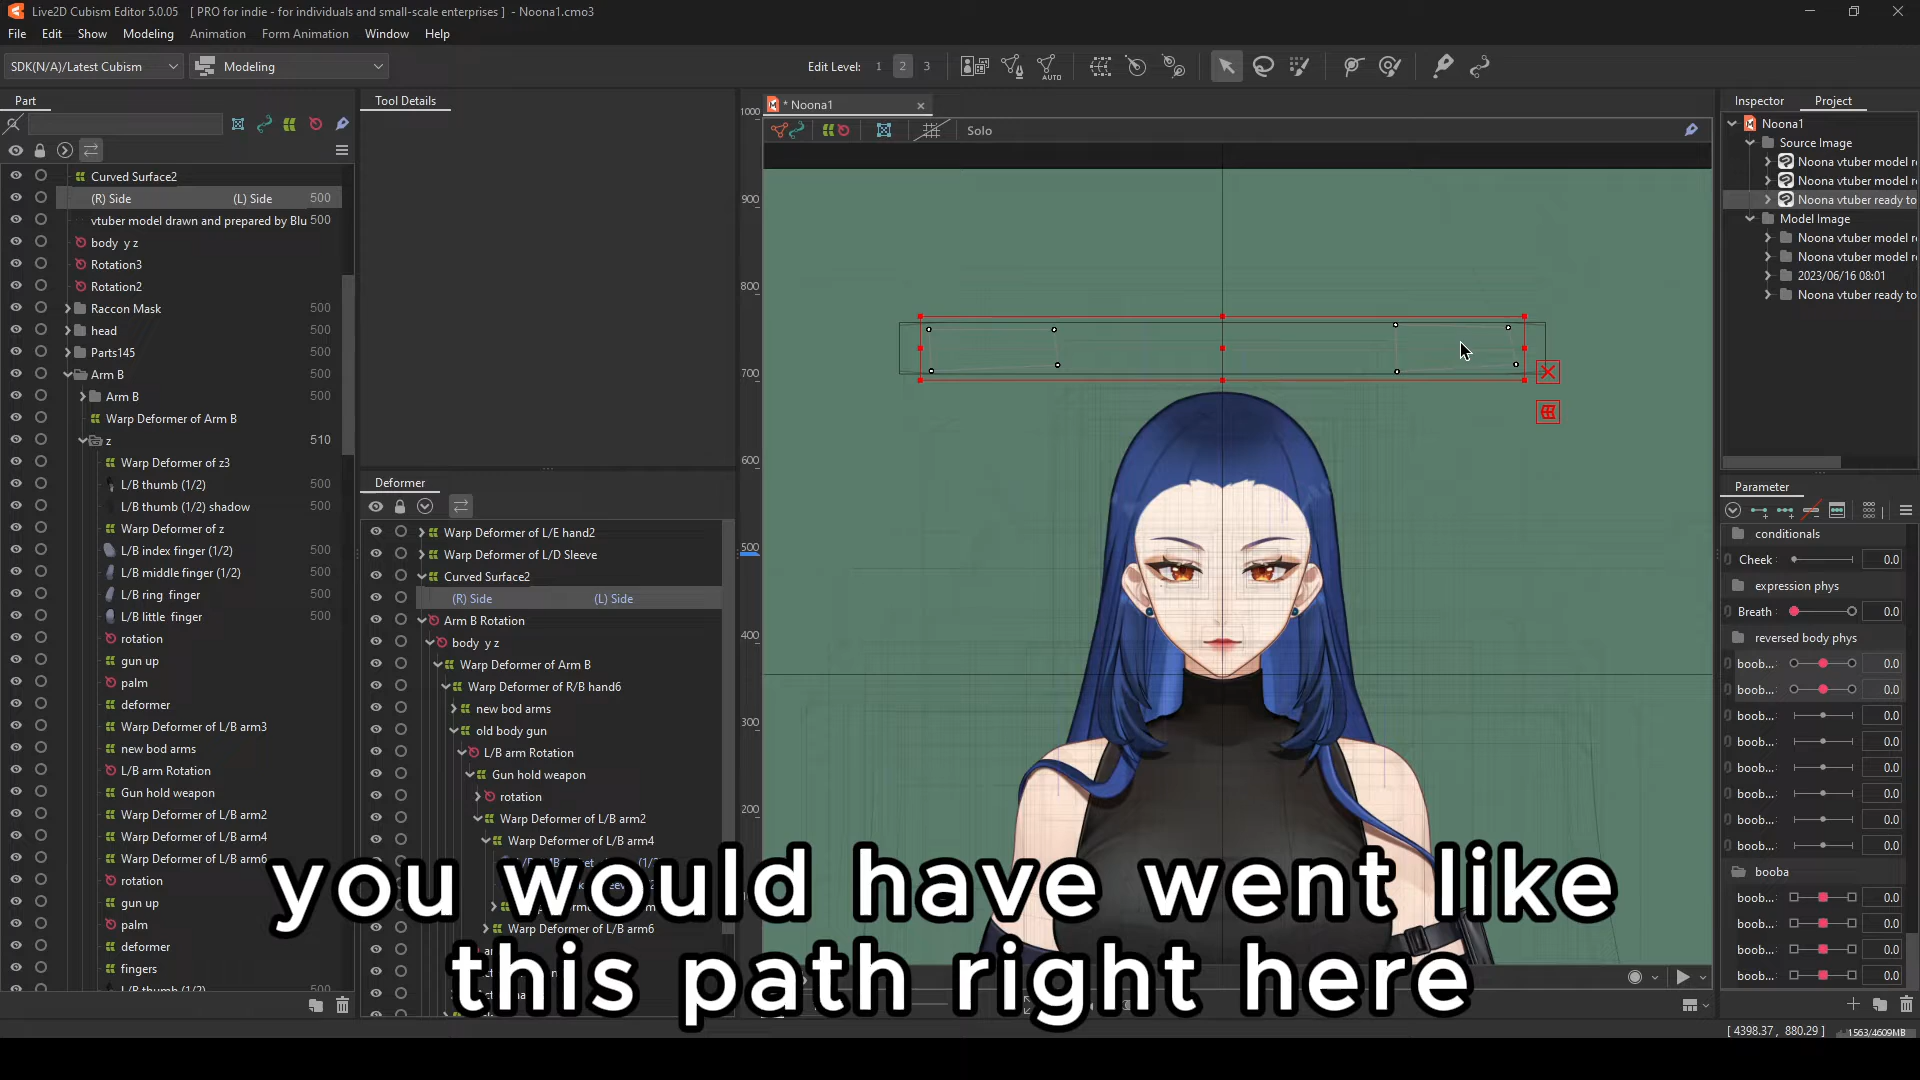 Live2D Cubism Editor 5.0.05 [ PRO for indie - for individuals and small-scale enterprises ] - Noona1.cmo3
File Edit Show Modeling Animation Form Animation Window Help
SDK(N/A)/Latest Cubism Modeling Edit Level: 1 2 3 AUTO
Part
Curved Surface2
(R) Side (L) Side 500
vtuber model drawn and prepared by Blu 500
body y z
Rotation3
Rotation2
Raccon Mask 500
head 500
Parts145 500
Arm B 500
Arm B 500
Warp Deformer of Arm B
z 510
Warp Deformer of z3
L/B thumb (1/2) 500
L/B thumb (1/2) shadow 500
Warp Deformer of z
L/B index finger (1/2) 500
L/B middle finger (1/2) 500
L/B ring finger 500
L/B little finger 500
rotation
gun up
palm
deformer
Warp Deformer of L/B arm3
new bod arms
L/B arm Rotation
Gun hold weapon
Warp Deformer of L/B arm2
Warp Deformer of L/B arm4
Warp Deformer of L/B arm6
rotation
gun up
palm
deformer
fingers
Tool Details
Deformer
Warp Deformer of L/E hand2
Warp Deformer of L/D Sleeve
Curved Surface2
(R) Side (L) Side
Arm B Rotation
body y z
Warp Deformer of Arm B
Warp Deformer of R/B hand6
new bod arms
old body gun
L/B arm Rotation
Gun hold weapon
rotation
Warp Deformer of L/B arm2
Warp Deformer of L/B arm4
Warp Deformer of L/B arm6
* Noona1
Solo
1000
900
800
700
600
500
400
300
200
you would have went like
this path right here
Inspector Project
Noona1
Source Image
Noona vtuber model r
Noona vtuber model r
Noona vtuber ready to
Model Image
Noona vtuber model r
Noona vtuber model r
2023/06/16 08:01
Noona vtuber ready to
Parameter
conditionals
Cheek 0.0
expression phys
Breath 0.0
reversed body phys
boob... 0.0
boob... 0.0
boob... 0.0
boob... 0.0
boob... 0.0
boob... 0.0
boob... 0.0
boob... 0.0
booba
boob... 0.0
boob... 0.0
boob... 0.0
boob... 0.0
[ 4398.37, 880.29 ] 1563/4609MB